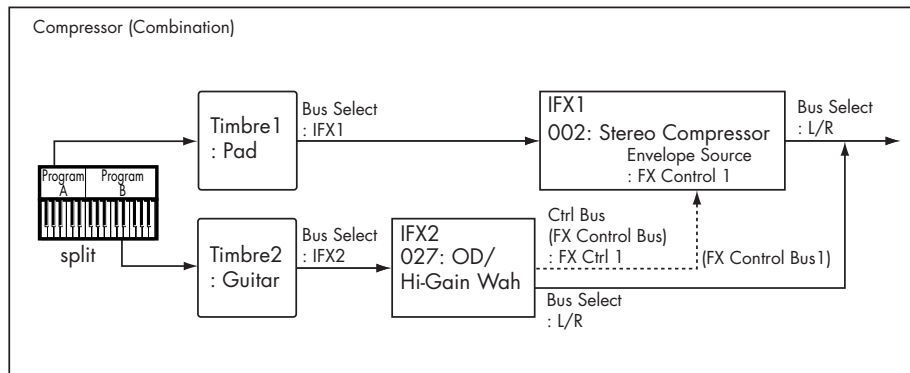 Compressor (Combination)
Timbre1
: Pad
Bus Select
: IFX1
IFX1
002: Stereo Compressor
Envelope Source
: FX Control 1
Bus Select
: L/R
Program
A
Program
B
split
Timbre2
: Guitar
Bus Select
: IFX2
IFX2
027: OD/
Hi-Gain Wah
Ctrl Bus
(FX Control Bus)
: FX Ctrl 1
(FX Control Bus1)
Bus Select
: L/R